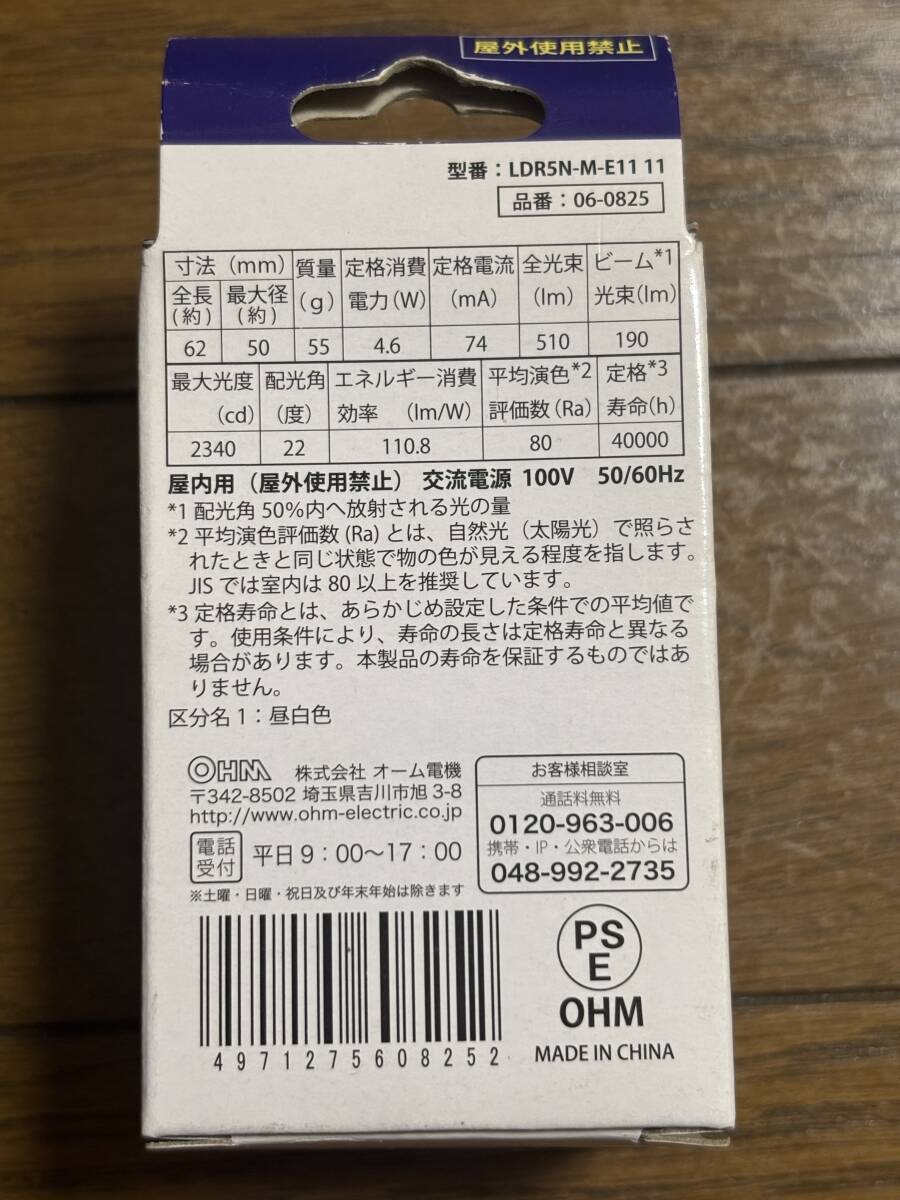 屋外使用禁止
型番：LDR5N-M-E11 11
品番：06-0825
寸法（mm） 質量 定格消費 定格電流 全光束 ビーム*1
全長 最大径 (g) 電力(W) (mA) (lm) 光束(lm)
(約) (約)
62 50 55 4.6 74 510 190
最大光度 配光角 エネルギー消費 平均演色*2 定格*3
(cd) (度) 効率 (lm/W) 評価数(Ra) 寿命(h)
2340 22 110.8 80 40000
屋内用（屋外使用禁止） 交流電源 100V 50/60Hz
*1 配光角 50%内へ放射される光の量
*2 平均演色評価数 (Ra) とは、自然光（太陽光）で照らさ
れたときと同じ状態で物の色が見える程度を指します。
JIS では室内は 80 以上を推奨しています。
*3 定格寿命とは、あらかじめ設定した条件での平均値で
す。使用条件により、寿命の長さは定格寿命と異なる
場合があります。本製品の寿命を保証するものではあ
りません。
区分名 1：昼白色
OHM 株式会社 オーム電機
〒342-8502 埼玉県吉川市旭 3-8
http://www.ohm-electric.co.jp
電話受付 平日 9：00〜17：00
※土曜・日曜・祝日及び年末年始は除きます
お客様相談室
通話料無料
0120-963-006
携帯・IP・公衆電話からは
048-992-2735
4971275608252
PS
E
OHM
MADE IN CHINA